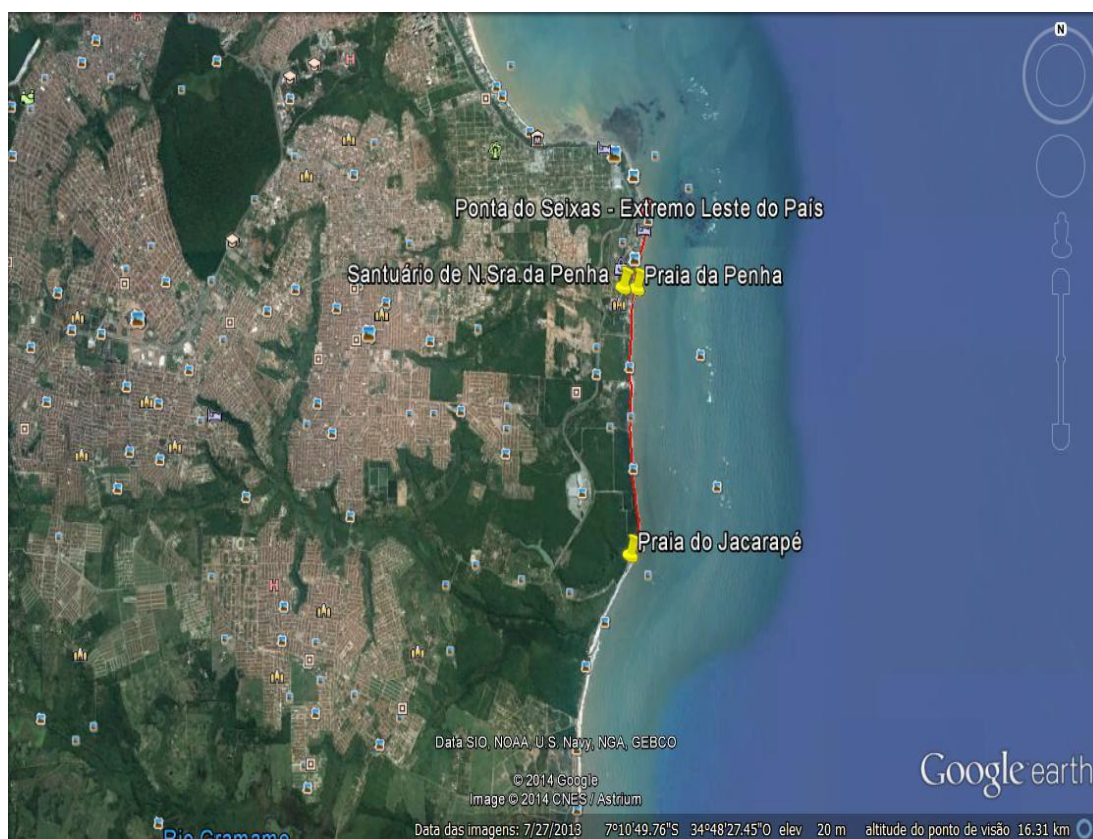 N
Ponta do Seixas - Extremo Leste do País
Santuário de N.Sra.da Penha
Praia da Penha
Praia do Jacarapé
Data SIO, NOAA, U.S. Navy, NGA, GEBCO
© 2014 Google
Image © 2014 CNES / Astrium
Google earth
Rio Gramame
Data das imagens: 7/27/2013 7°10'49.76"S 34°48'27.45"O elev 20 m altitude do ponto de visão 16.31 km